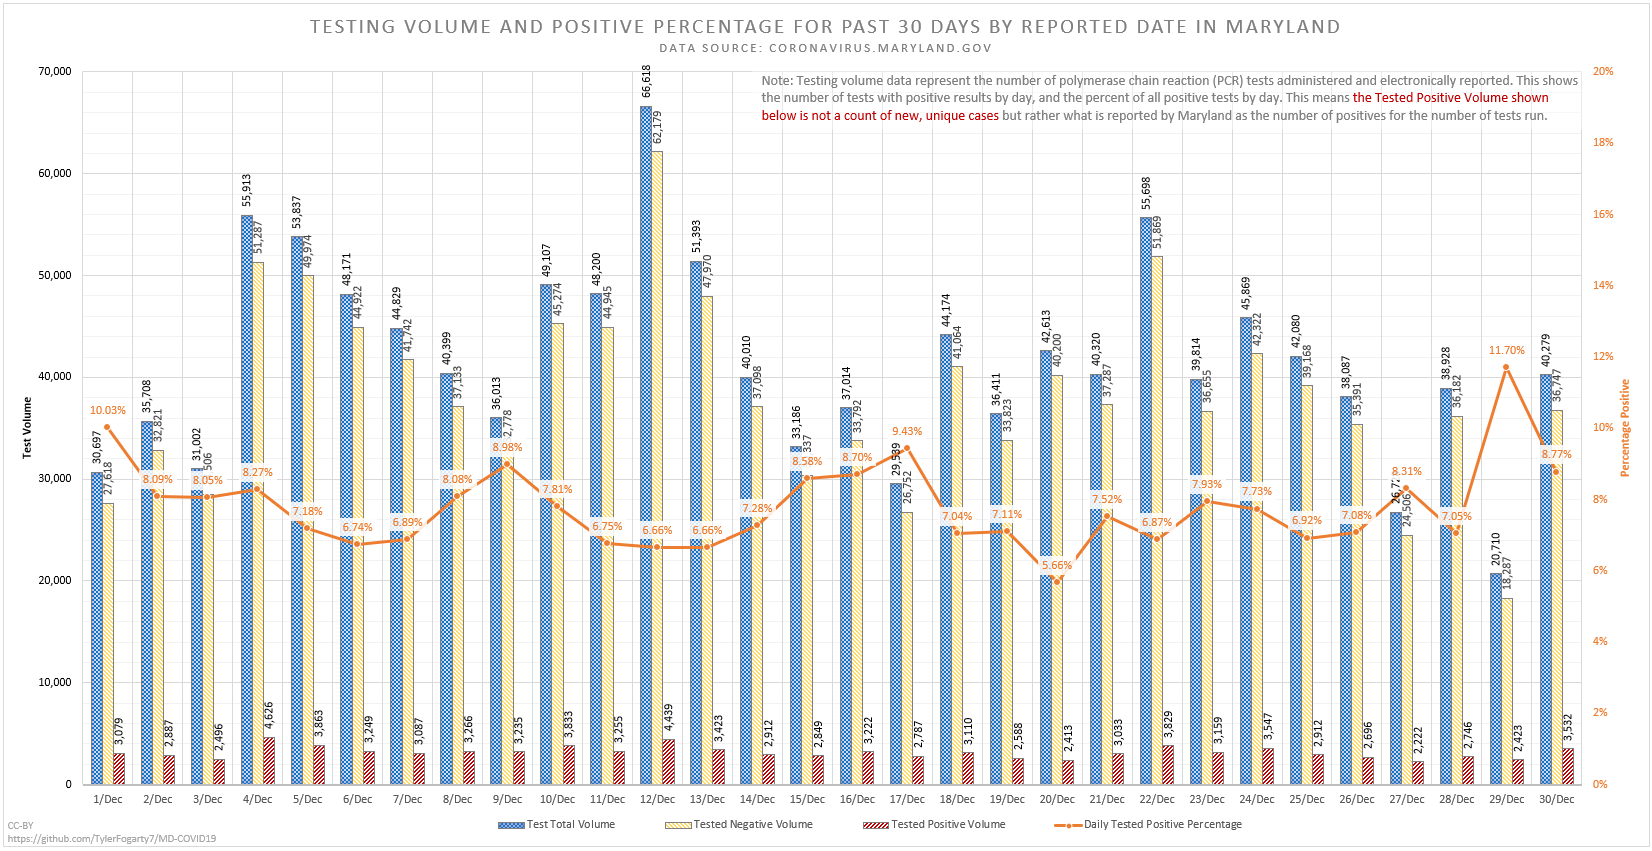 TESTING VOLUME AND POSITIVE PERCENTAGE FOR PAST 30 DAYS BY REPORTED DATE IN MARYLAND
DATA SOURCE: CORONAVIRUS.MARYLAND.GOV
Note: Testing volume data represent the number of polymerase chain reaction (PCR) tests administered and electronically reported. This shows
the number of tests with positive results by day, and the percent of all positive tests by day. This means the Tested Positive Volume shown
below is not a count of new, unique cases but rather what is reported by Maryland as the number of positives for the number of tests run.
Test Volume
70,000
60,000
50,000
40,000
30,000
20,000
10,000
0
30,697 27,618 3,079 10.03%
35,708 32,821 2,887 8.09%
31,002 506 2,496 8.05%
55,913 51,287 4,626 8.27%
53,837 49,974 3,863 7.18%
48,171 44,922 3,249 6.74%
44,829 41,742 3,087 6.89%
40,399 37,133 3,266 8.08%
36,013 2,778 3,235 8.98%
49,107 45,274 3,833 7.81%
48,200 44,945 3,255 6.75%
66,618 62,179 4,439 6.66%
51,393 47,970 3,423 6.66%
40,010 37,098 2,912 7.28%
33,186 337 2,849 8.58%
37,014 33,792 3,222 8.70%
29,539 26,752 2,787 9.43%
44,174 41,064 3,110 7.04%
36,411 33,823 2,588 7.11%
42,613 40,200 2,413 5.66%
40,320 37,287 3,033 7.52%
55,698 51,869 3,829 6.87%
39,814 36,655 3,159 7.93%
45,869 42,322 3,547 7.73%
42,080 39,168 2,912 6.92%
38,087 35,391 2,696 7.08%
24,506 2,222 8.31%
38,928 36,182 2,746 7.05%
20,710 18,287 2,423 11.70%
40,279 36,747 3,532 8.77%
20%
18%
16%
14%
12%
10%
8%
6%
4%
2%
0%
Percentage Positive
1/Dec 2/Dec 3/Dec 4/Dec 5/Dec 6/Dec 7/Dec 8/Dec 9/Dec 10/Dec 11/Dec 12/Dec 13/Dec 14/Dec 15/Dec 16/Dec 17/Dec 18/Dec 19/Dec 20/Dec 21/Dec 22/Dec 23/Dec 24/Dec 25/Dec 26/Dec 27/Dec 28/Dec 29/Dec 30/Dec
Test Total Volume Tested Negative Volume Tested Positive Volume Daily Tested Positive Percentage
CC-BY
https://github.com/TylerFogarty7/MD-COVID19